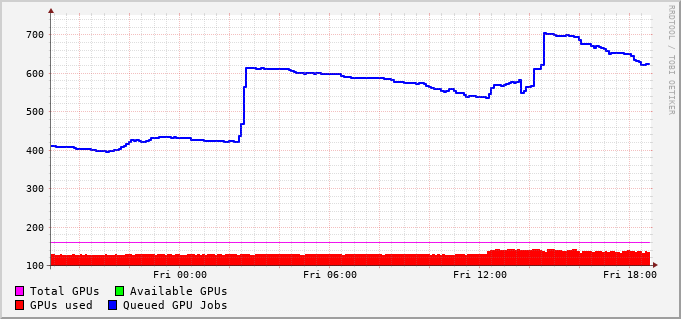 RRDTOOL / TOBI OETIKER
700
600
500
400
300
200
100
Fri 00:00 Fri 06:00 Fri 12:00 Fri 18:00
Total GPUs Available GPUs
GPUs used Queued GPU Jobs